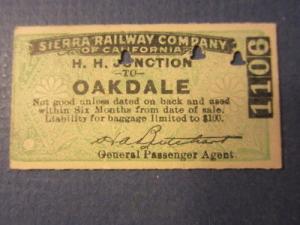 SIERRA RAILWAY COMPANY
OF CALIFORNIA
H. H. JUNCTION
TO
OAKDALE
Not good unless dated on back and used
within Six Months from date of sale.
Liability for baggage limited to $100.
General Passenger Agent
1106